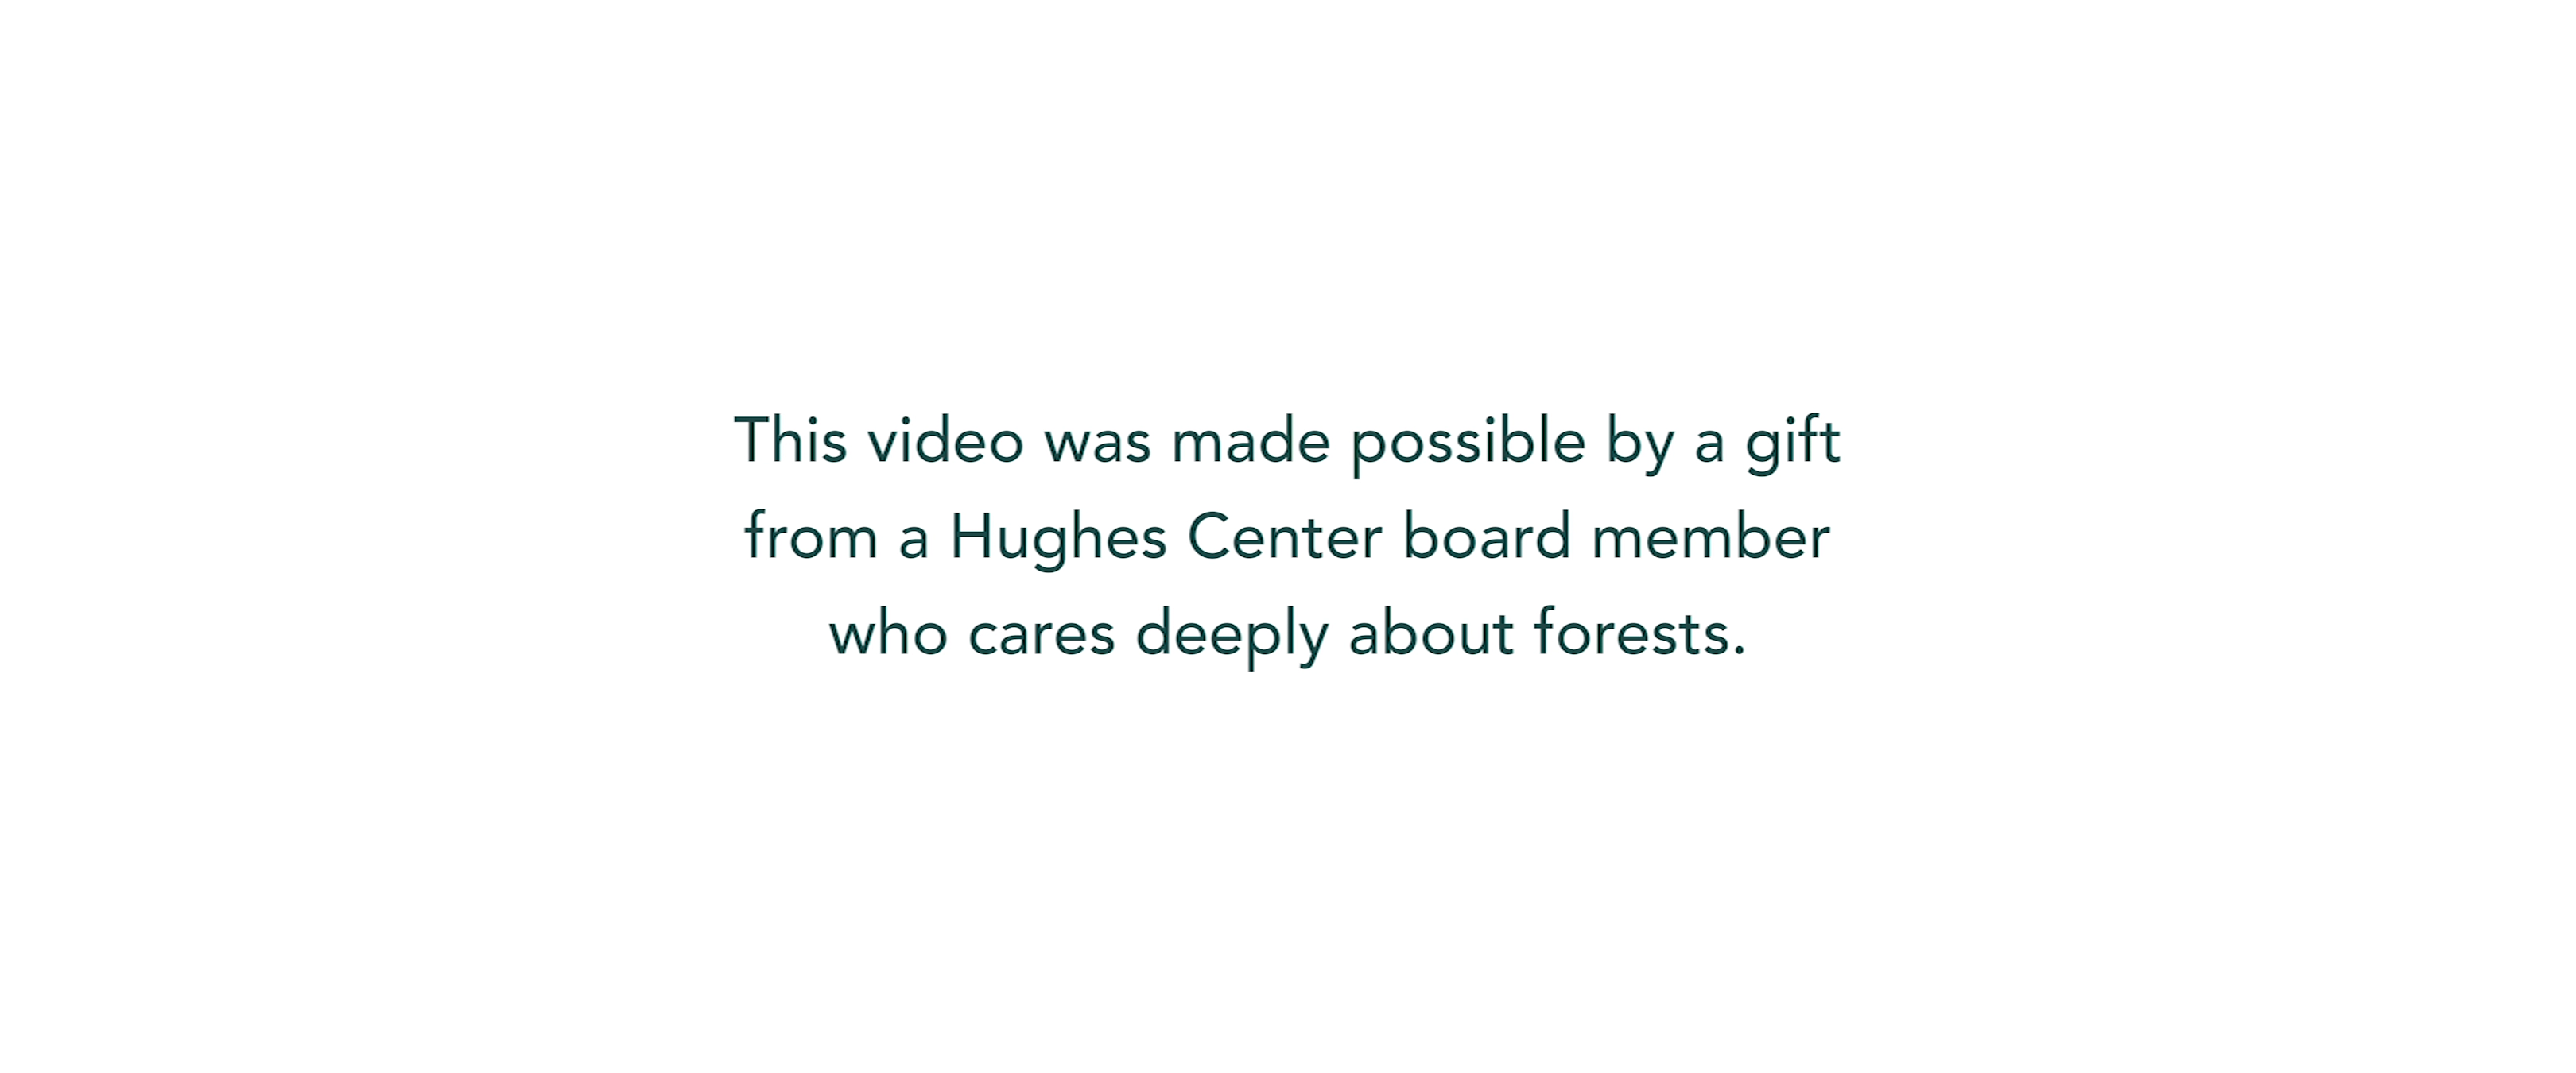 This video was made possible by a gift
from a Hughes Center board member
who cares deeply about forests.